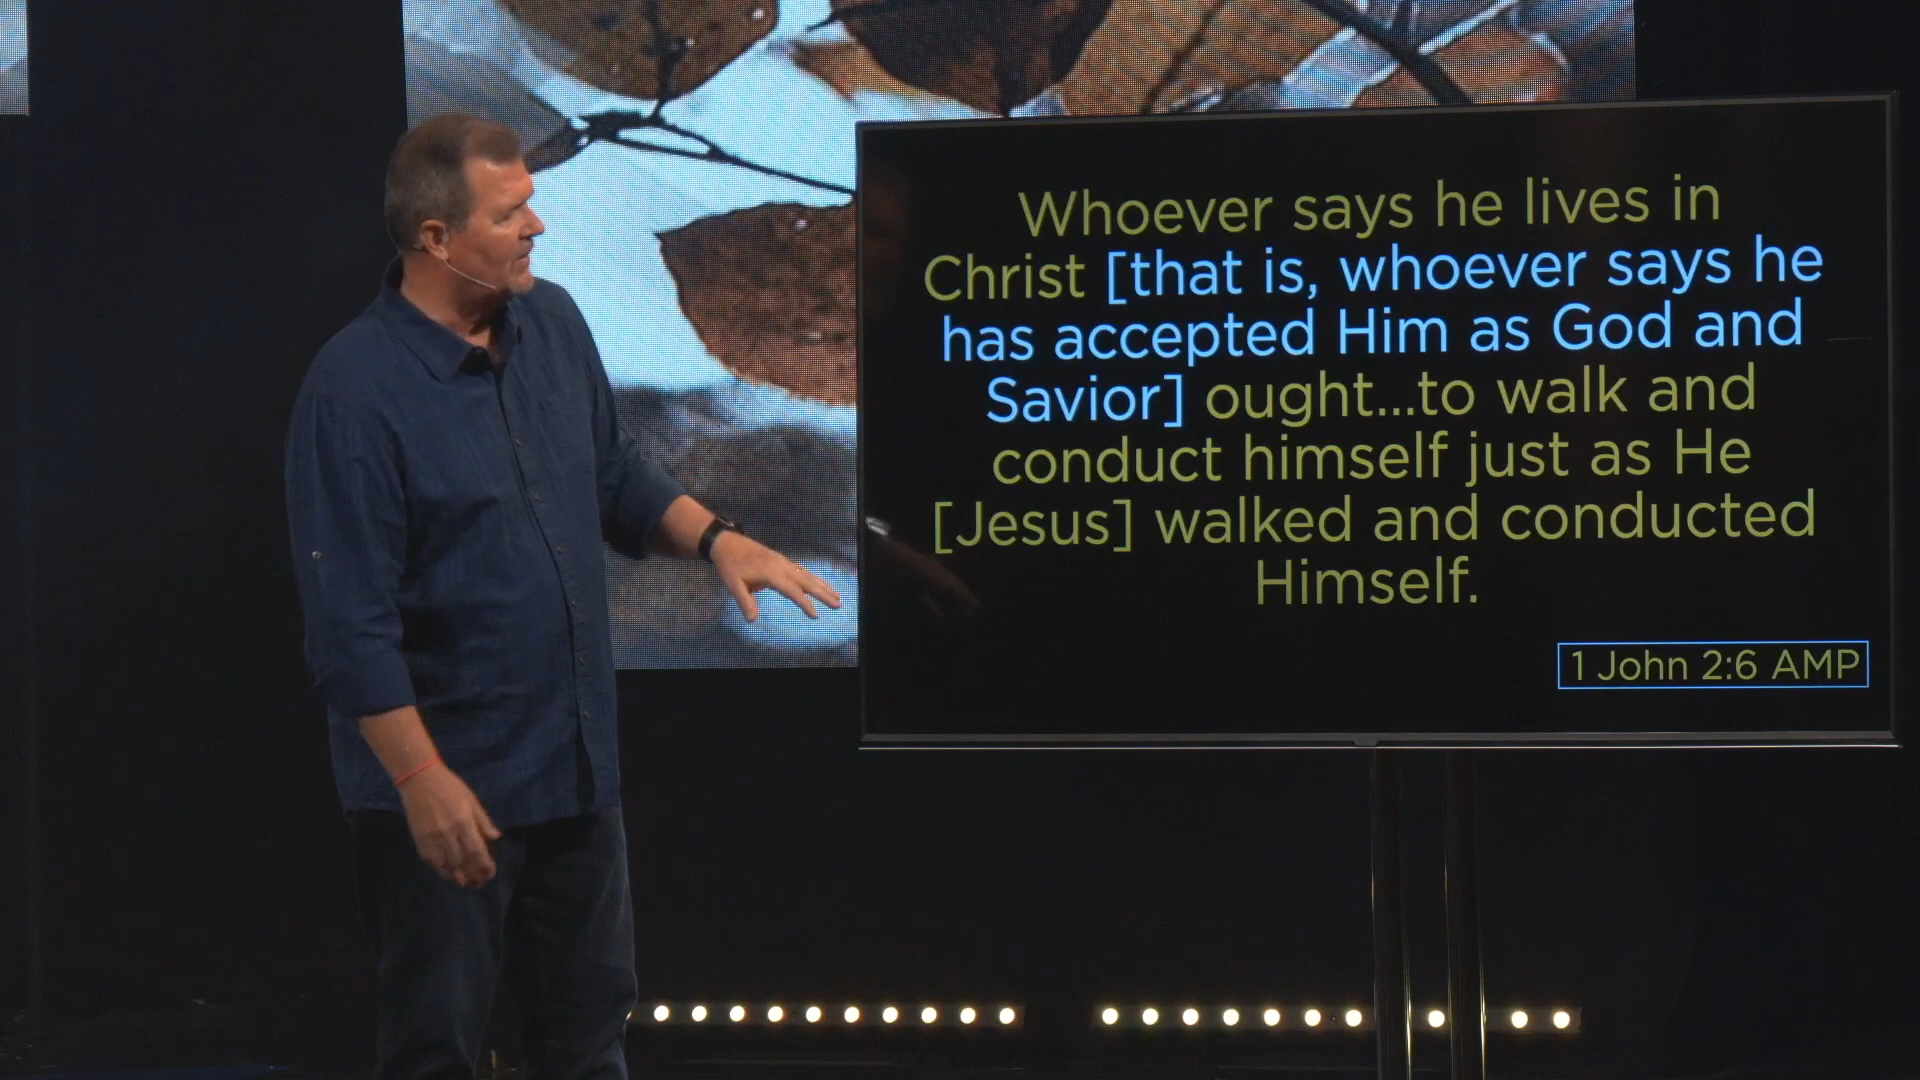 Whoever says he lives in
Christ [that is, whoever says he
has accepted Him as God and
Savior] ought...to walk and
conduct himself just as He
[Jesus] walked and conducted
Himself.
1 John 2:6 AMP